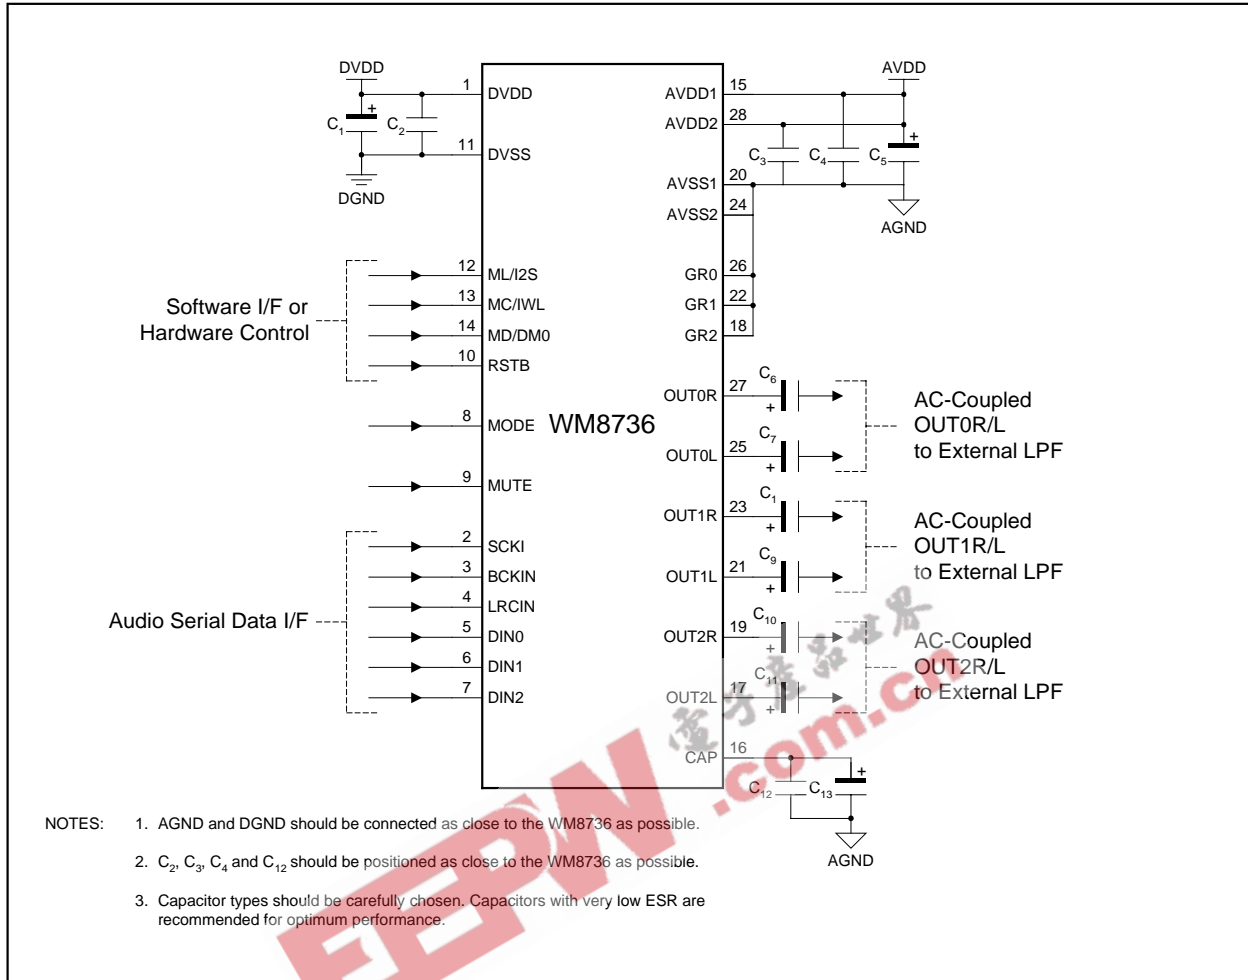 DVDD
1
DVDD
C1
+
C2
11
DVSS
DGND
AVDD1
15
AVDD
AVDD2
28
C3
C4
C5
+
AVSS1
20
AVSS2
24
AGND
GR0
26
GR1
22
GR2
18
Software I/F or
Hardware Control
12
ML/I2S
13
MC/IWL
14
MD/DM0
10
RSTB
8
MODE
WM8736
9
MUTE
Audio Serial Data I/F
2
SCKI
3
BCKIN
4
LRCIN
5
DIN0
6
DIN1
7
DIN2
OUT0R
27
C6
+
OUT0L
25
C7
+
AC-Coupled
OUT0R/L
to External LPF
OUT1R
23
C1
+
OUT1L
21
C9
+
AC-Coupled
OUT1R/L
to External LPF
OUT2R
19
C10
+
OUT2L
17
C11
+
AC-Coupled
OUT2R/L
to External LPF
CAP
16
C12
C13
+
AGND
NOTES:
1. AGND and DGND should be connected as close to the WM8736 as possible.
2. C2, C3, C4 and C12 should be positioned as close to the WM8736 as possible.
3. Capacitor types should be carefully chosen. Capacitors with very low ESR are
recommended for optimum performance.
電子產品世界
EEPW
.com.cn